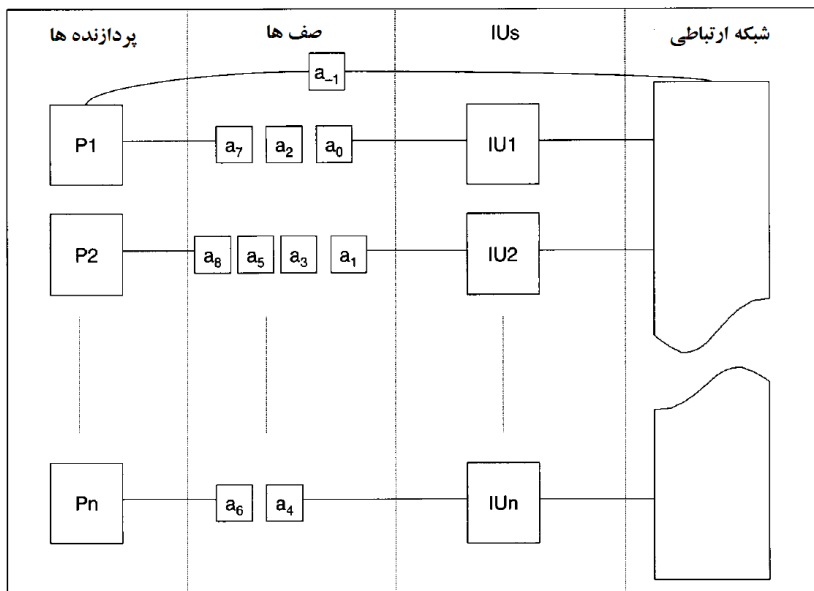 پردازنده ها
صف ها
IUs
شبکه ارتباطی
a₋₁
P1
a₇ a₂ a₀
IU1
P2
a₈ a₅ a₃ a₁
IU2
Pn
a₆ a₄
IUn